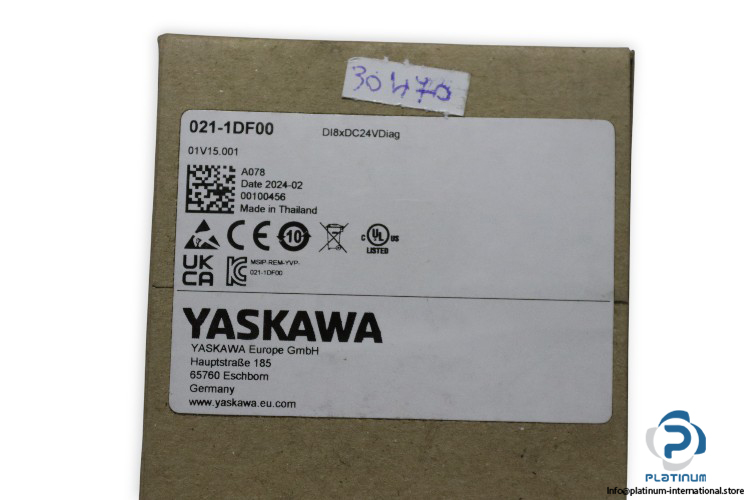 30470
021-1DF00 DI8xDC24VDiag
01V15.001
A078
Date 2024-02
00100456
Made in Thailand
10
C UL US
LISTED
UK
CA
MSIP-REM-YVP-
021-1DF00
YASKAWA
YASKAWA Europe GmbH
Hauptstraße 185
65760 Eschborn
Germany
www.yaskawa.eu.com
PLATINUM
Info@platinum-international.store